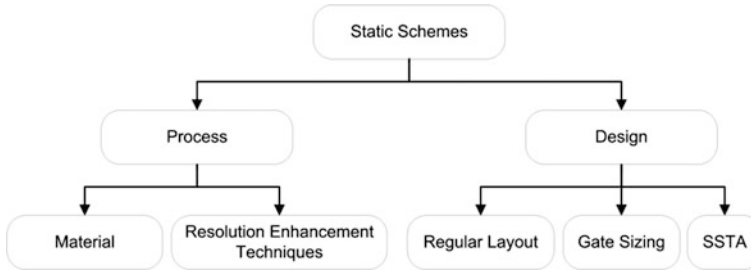 Static Schemes
Process
Design
Material
Resolution Enhancement
Techniques
Regular Layout
Gate Sizing
SSTA